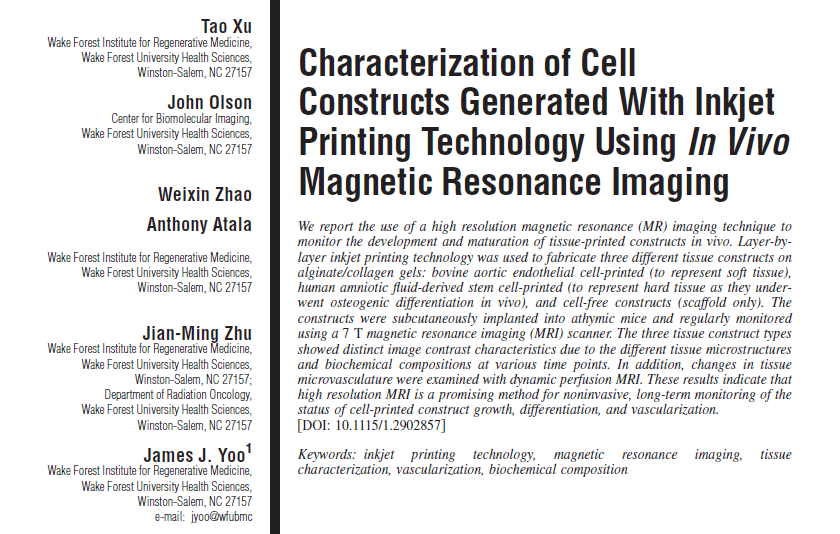 Tao Xu
Wake Forest Institute for Regenerative Medicine,
Wake Forest University Health Sciences,
Winston-Salem, NC 27157
John Olson
Center for Biomolecular Imaging,
Wake Forest University Health Sciences,
Winston-Salem, NC 27157
Weixin Zhao
Anthony Atala
Wake Forest Institute for Regenerative Medicine,
Wake Forest University Health Sciences,
Winston-Salem, NC 27157
Jian-Ming Zhu
Wake Forest Institute for Regenerative Medicine,
Wake Forest University Health Sciences,
Winston-Salem, NC 27157;
Department of Radiation Oncology,
Wake Forest University Health Sciences,
Winston-Salem, NC 27157
James J. Yoo1
Wake Forest Institute for Regenerative Medicine,
Wake Forest University Health Sciences,
Winston-Salem, NC 27157
e-mail: jyoo@wfubmc
Characterization of Cell
Constructs Generated With Inkjet
Printing Technology Using In Vivo
Magnetic Resonance Imaging
We report the use of a high resolution magnetic resonance (MR) imaging technique to
monitor the development and maturation of tissue-printed constructs in vivo. Layer-by-
layer inkjet printing technology was used to fabricate three different tissue constructs on
alginate/collagen gels: bovine aortic endothelial cell-printed (to represent soft tissue),
human amniotic fluid-derived stem cell-printed (to represent hard tissue as they under-
went osteogenic differentiation in vivo), and cell-free constructs (scaffold only). The
constructs were subcutaneously implanted into athymic mice and regularly monitored
using a 7 T magnetic resonance imaging (MRI) scanner. The three tissue construct types
showed distinct image contrast characteristics due to the different tissue microstructures
and biochemical compositions at various time points. In addition, changes in tissue
microvasculature were examined with dynamic perfusion MRI. These results indicate that
high resolution MRI is a promising method for noninvasive, long-term monitoring of the
status of cell-printed construct growth, differentiation, and vascularization.
[DOI: 10.1115/1.2902857]
Keywords: inkjet printing technology, magnetic resonance imaging, tissue
characterization, vascularization, biochemical composition